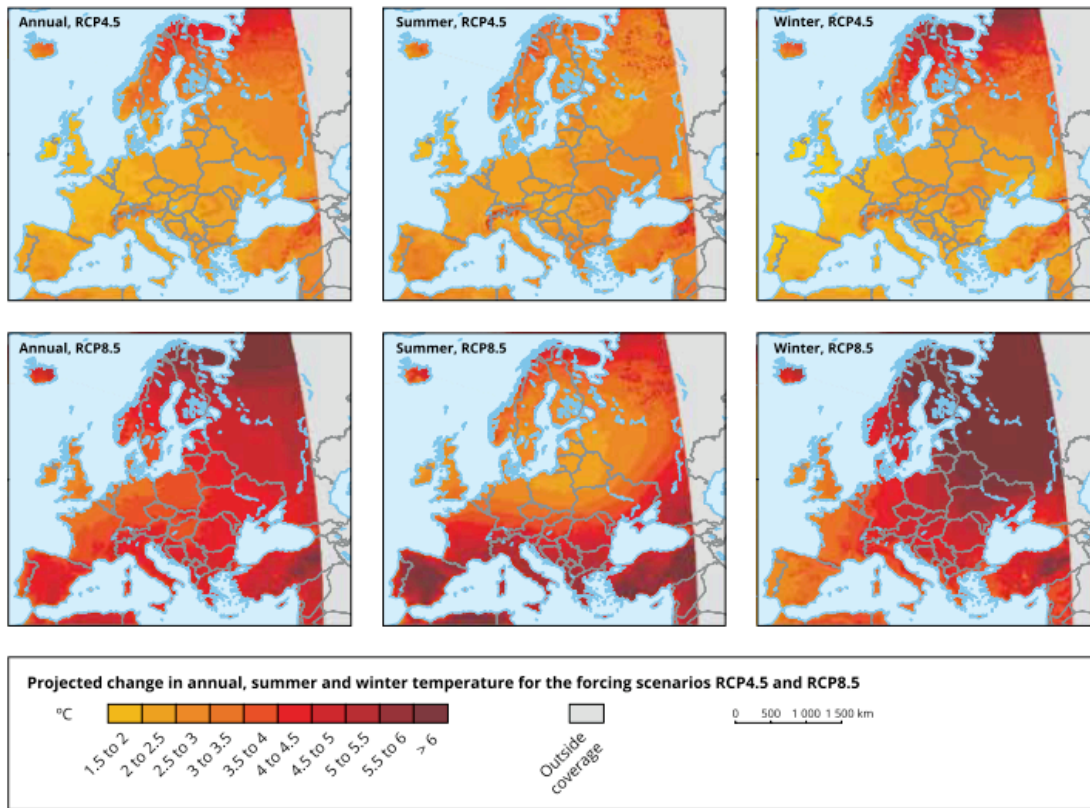 Annual, RCP4.5
Summer, RCP4.5
Winter, RCP4.5
Annual, RCP8.5
Summer, RCP8.5
Winter, RCP8.5
Projected change in annual, summer and winter temperature for the forcing scenarios RCP4.5 and RCP8.5
ºC
1.5 to 2
2 to 2.5
2.5 to 3
3 to 3.5
3.5 to 4
4 to 4.5
4.5 to 5
5 to 5.5
5.5 to 6
> 6
Outside
coverage
0 500 1 000 1 500 km